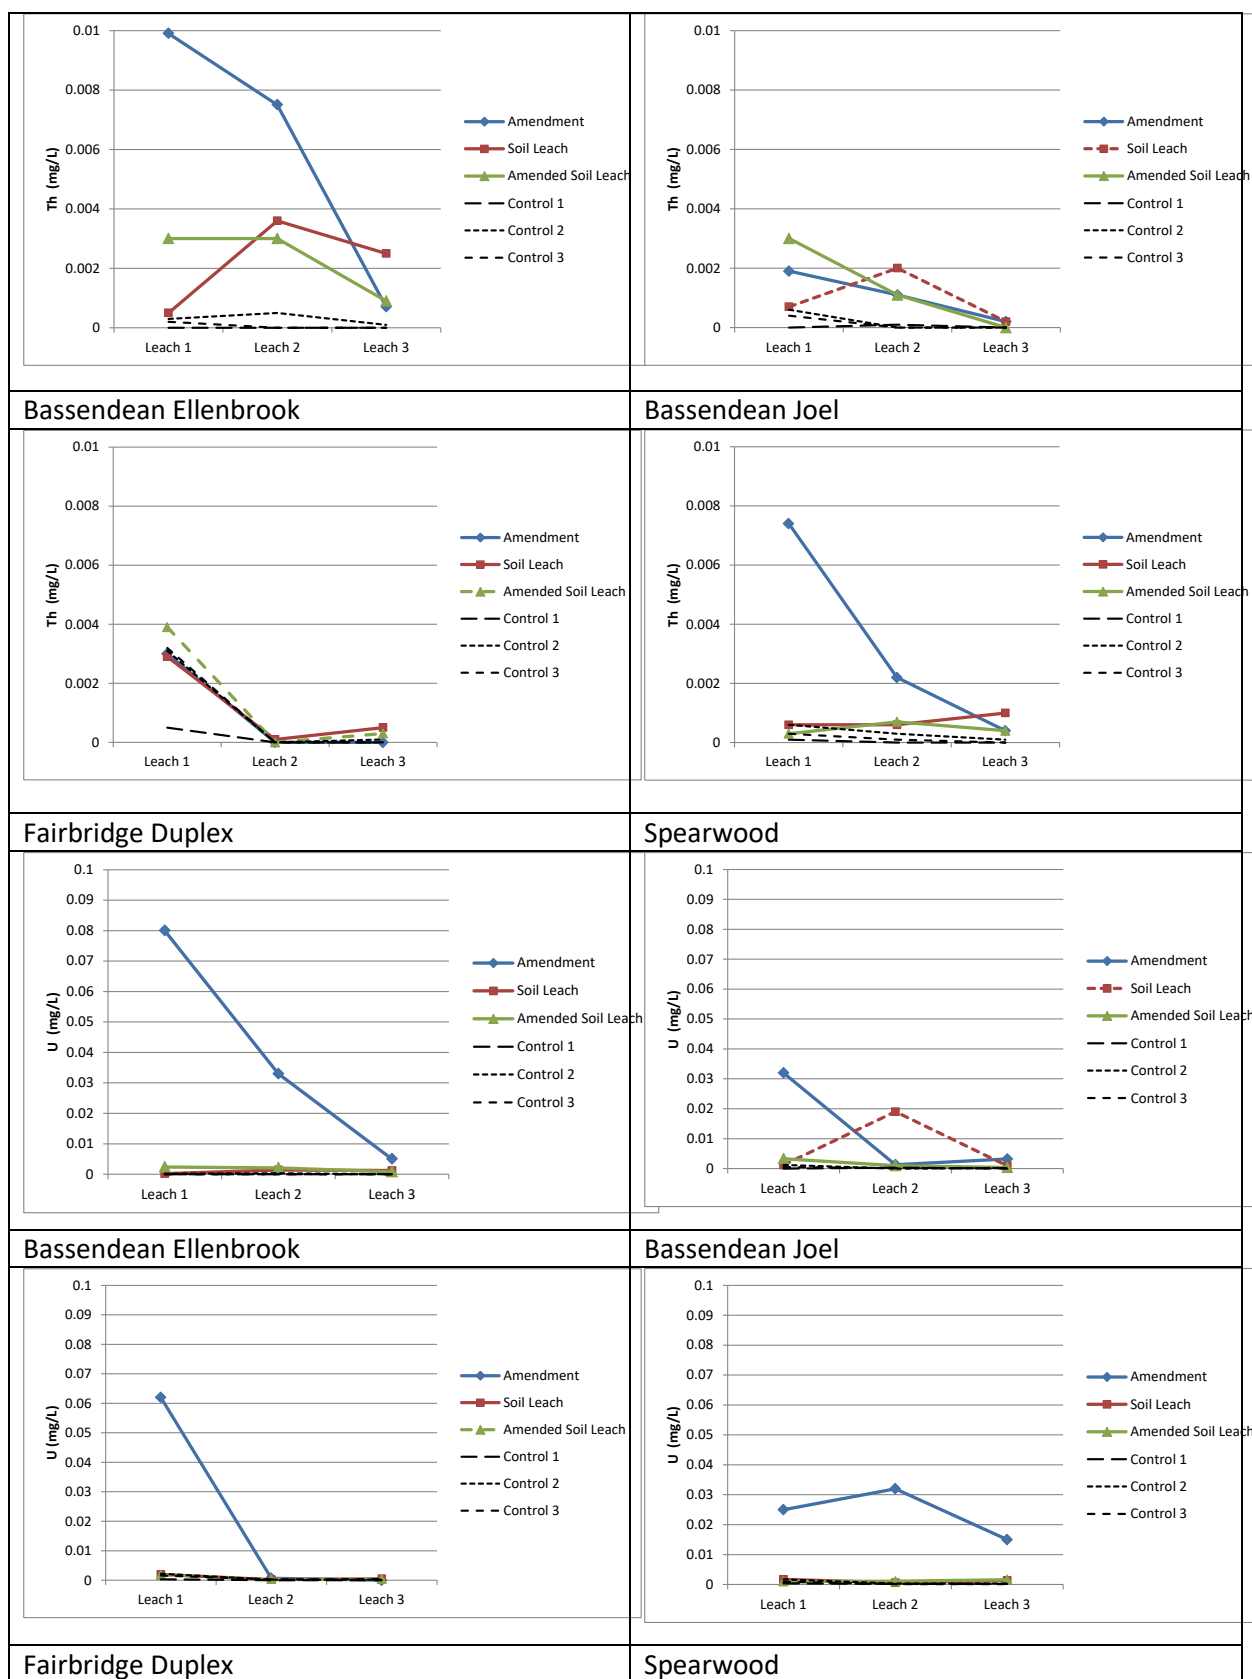 0.01
0.008
0.006
0.004
0.002
0
Th (mg/L)
Leach 1 Leach 2 Leach 3
Amendment
Soil Leach
Amended Soil Leach
Control 1
Control 2
Control 3
0.01
0.008
0.006
0.004
0.002
0
Th (mg/L)
Leach 1 Leach 2 Leach 3
Amendment
Soil Leach
Amended Soil Leach
Control 1
Control 2
Control 3
Bassendean Ellenbrook
Bassendean Joel
0.01
0.008
0.006
0.004
0.002
0
Th (mg/L)
Leach 1 Leach 2 Leach 3
Amendment
Soil Leach
Amended Soil Leach
Control 1
Control 2
Control 3
0.01
0.008
0.006
0.004
0.002
0
Th (mg/L)
Leach 1 Leach 2 Leach 3
Amendment
Soil Leach
Amended Soil Leach
Control 1
Control 2
Control 3
Fairbridge Duplex
Spearwood
0.1
0.09
0.08
0.07
0.06
0.05
0.04
0.03
0.02
0.01
0
U (mg/L)
Leach 1 Leach 2 Leach 3
Amendment
Soil Leach
Amended Soil Leach
Control 1
Control 2
Control 3
0.1
0.09
0.08
0.07
0.06
0.05
0.04
0.03
0.02
0.01
0
U (mg/L)
Leach 1 Leach 2 Leach 3
Amendment
Soil Leach
Amended Soil Leach
Control 1
Control 2
Control 3
Bassendean Ellenbrook
Bassendean Joel
0.1
0.09
0.08
0.07
0.06
0.05
0.04
0.03
0.02
0.01
0
U (mg/L)
Leach 1 Leach 2 Leach 3
Amendment
Soil Leach
Amended Soil Leach
Control 1
Control 2
Control 3
0.1
0.09
0.08
0.07
0.06
0.05
0.04
0.03
0.02
0.01
0
U (mg/L)
Leach 1 Leach 2 Leach 3
Amendment
Soil Leach
Amended Soil Leach
Control 1
Control 2
Control 3
Fairbridge Duplex
Spearwood